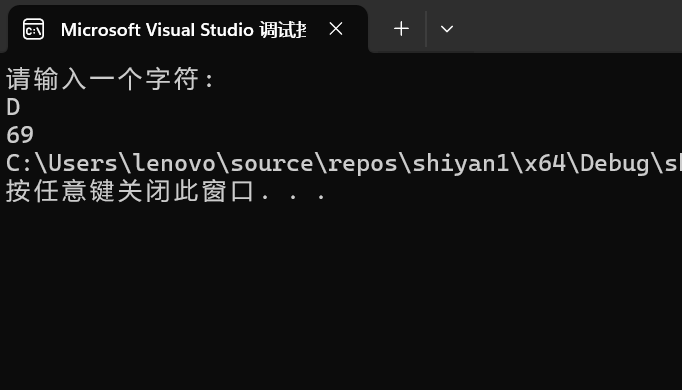 Microsoft Visual Studio 调试
请输入一个字符:
D
69
C:\Users\lenovo\source\repos\shiyan1\x64\Debug\
按任意键关闭此窗口. . .